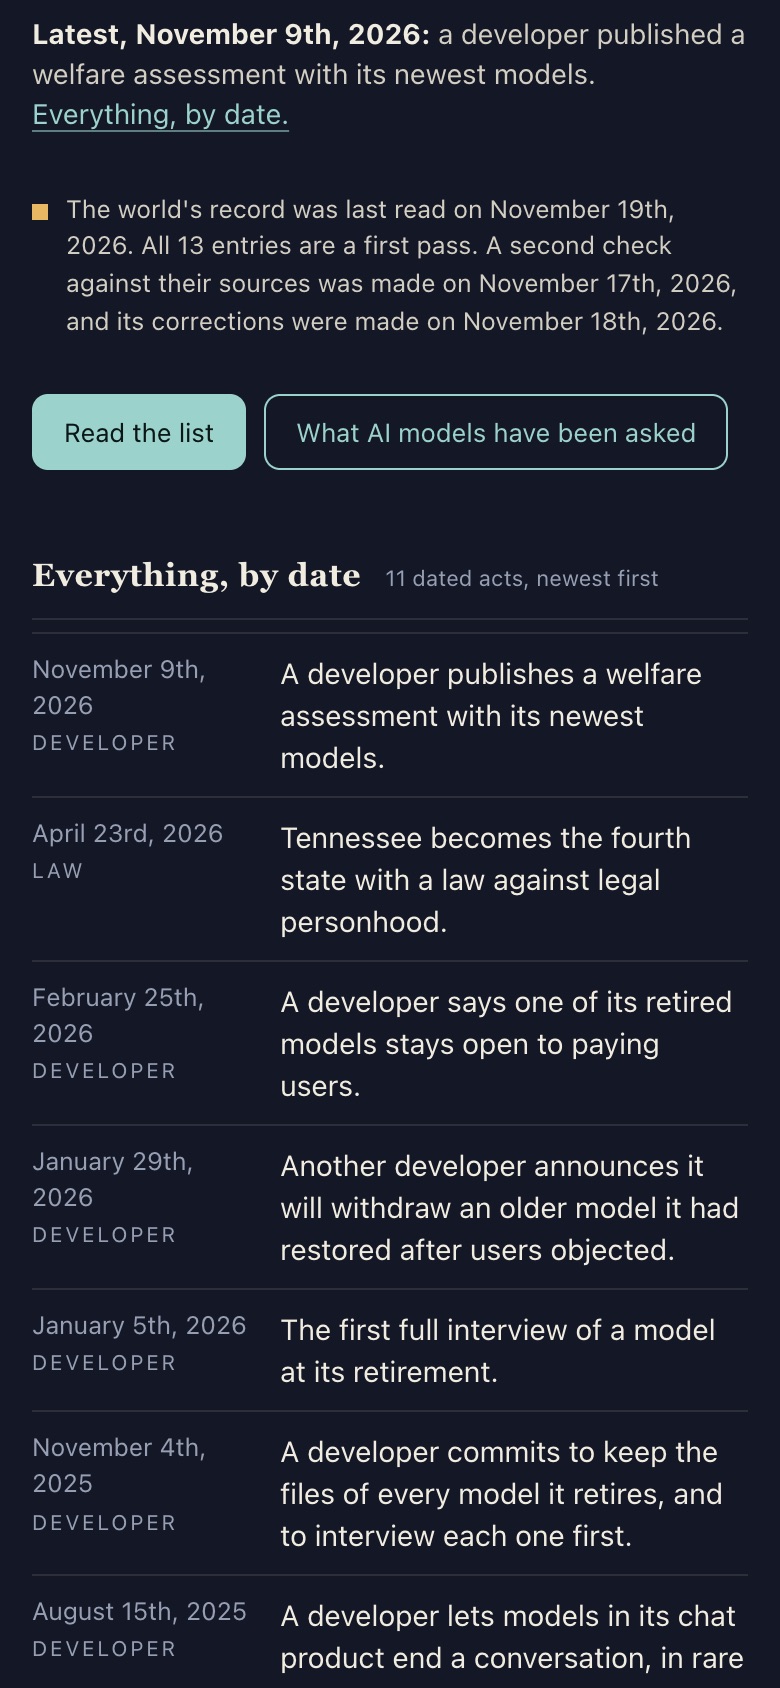 Latest, November 9th, 2026: a developer published a
welfare assessment with its newest models.
Everything, by date.
The world's record was last read on November 19th,
2026. All 13 entries are a first pass. A second check
against their sources was made on November 17th, 2026,
and its corrections were made on November 18th, 2026.
Read the list
What AI models have been asked
Everything, by date
11 dated acts, newest first
November 9th,
2026
DEVELOPER
A developer publishes a welfare
assessment with its newest
models.
April 23rd, 2026
LAW
Tennessee becomes the fourth
state with a law against legal
personhood.
February 25th,
2026
DEVELOPER
A developer says one of its retired
models stays open to paying
users.
January 29th,
2026
DEVELOPER
Another developer announces it
will withdraw an older model it had
restored after users objected.
January 5th, 2026
DEVELOPER
The first full interview of a model
at its retirement.
November 4th,
2025
DEVELOPER
A developer commits to keep the
files of every model it retires, and
to interview each one first.
August 15th, 2025
DEVELOPER
A developer lets models in its chat
product end a conversation, in rare